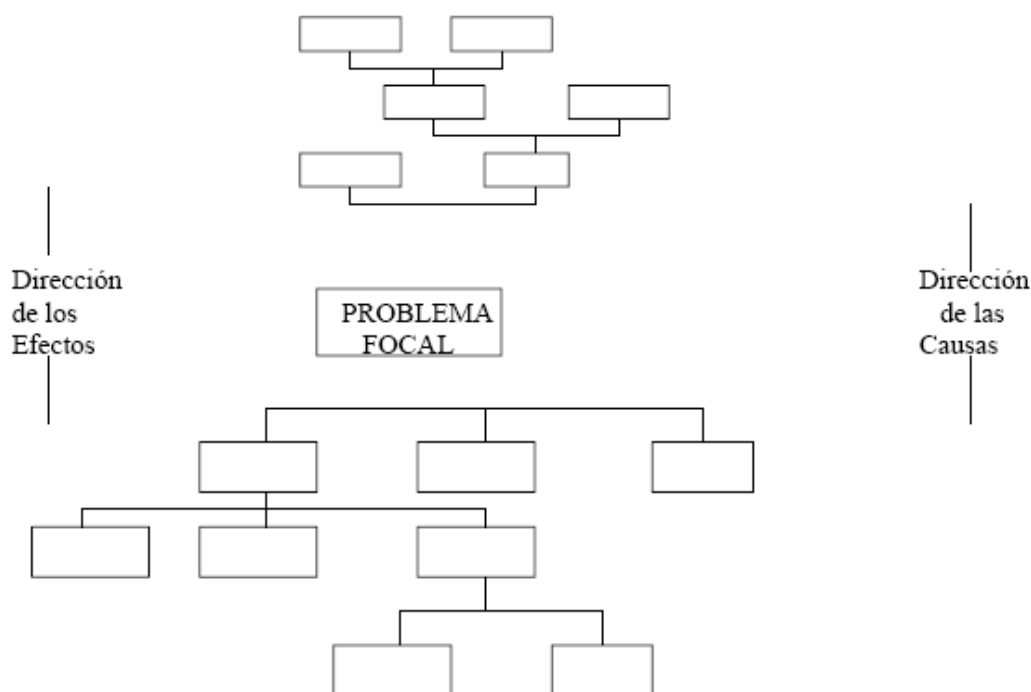 Dirección
de los
Efectos
PROBLEMA
FOCAL
Dirección
de las
Causas